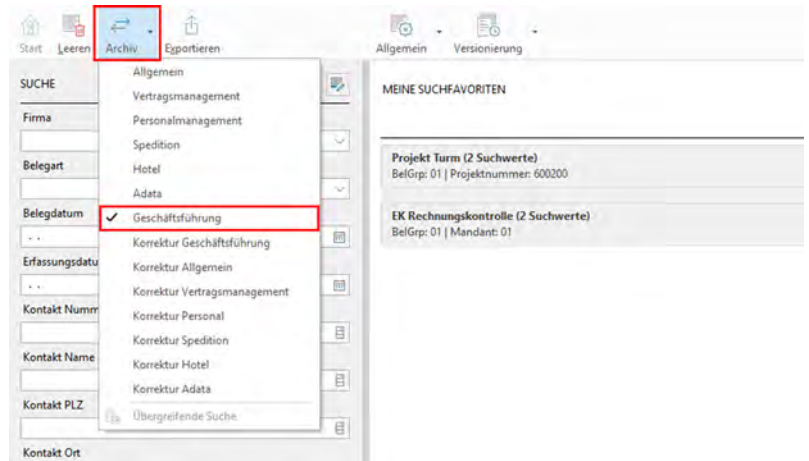 Start Leeren Archiv Exportieren Allgemein Versionierung
SUCHE
Firma
Belegart
Belegdatum
. .
Erfassungsdatu
. .
Kontakt Numm
Kontakt Name
Kontakt PLZ
Kontakt Ort
Allgemein
Vertragsmanagement
Personalmanagement
Spedition
Hotel
Adata
Geschäftsführung
Korrektur Geschäftsführung
Korrektur Allgemein
Korrektur Vertragsmanagement
Korrektur Personal
Korrektur Spedition
Korrektur Hotel
Korrektur Adata
Übergreifende Suche
MEINE SUCHFAVORITEN
Projekt Turm (2 Suchwerte)
BelGrp: 01 | Projektnummer: 600200
EK Rechnungskontrolle (2 Suchwerte)
BelGrp: 01 | Mandant: 01